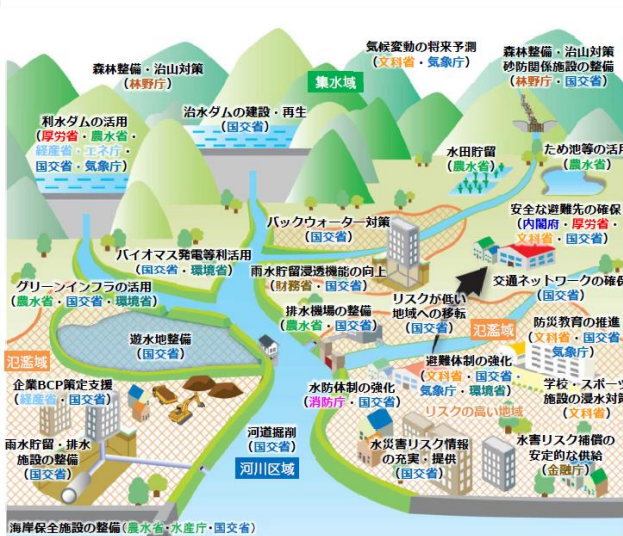 気候変動の将来予測
（文科省・気象庁）
森林整備・治山対策
砂防関係施設の整備
（林野庁・国交省）
森林整備・治山対策
（林野庁）
集水域
治水ダムの建設・再生
（国交省）
利水ダムの活用
（厚労省・農水省・
経産省・エネ庁・
国交省・気象庁）
水田貯留
（農水省）
ため池等の活用
（農水省）
安全な避難先の確保
（内閣府・厚労省・
文科省・国交省）
バックウォーター対策
（国交省）
バイオマス発電等利活用
（国交省・環境省）
雨水貯留浸透機能の向上
（財務省・国交省）
交通ネットワークの確保
（国交省）
グリーンインフラの活用
（農水省・国交省・環境省）
リスクが低い
地域への移転
（国交省）
排水機場の整備
（農水省・国交省）
氾濫域
防災教育の推進
（文科省・国交省・
気象庁）
遊水地整備
（国交省）
氾濫域
避難体制の強化
（文科省・国交省・
気象庁・環境省）
企業BCP策定支援
（経産省・国交省）
水防体制の強化
（消防庁・国交省）
学校・スポーツ
施設の浸水対策
（文科省）
リスクの高い地域
雨水貯留・排水
施設の整備
（国交省）
河道掘削
（国交省）
河川区域
水災害リスク情報
の充実・提供
（国交省）
水害リスク補償の
安定的な供給
（金融庁）
海岸保全施設の整備（農水省・水産庁・国交省）